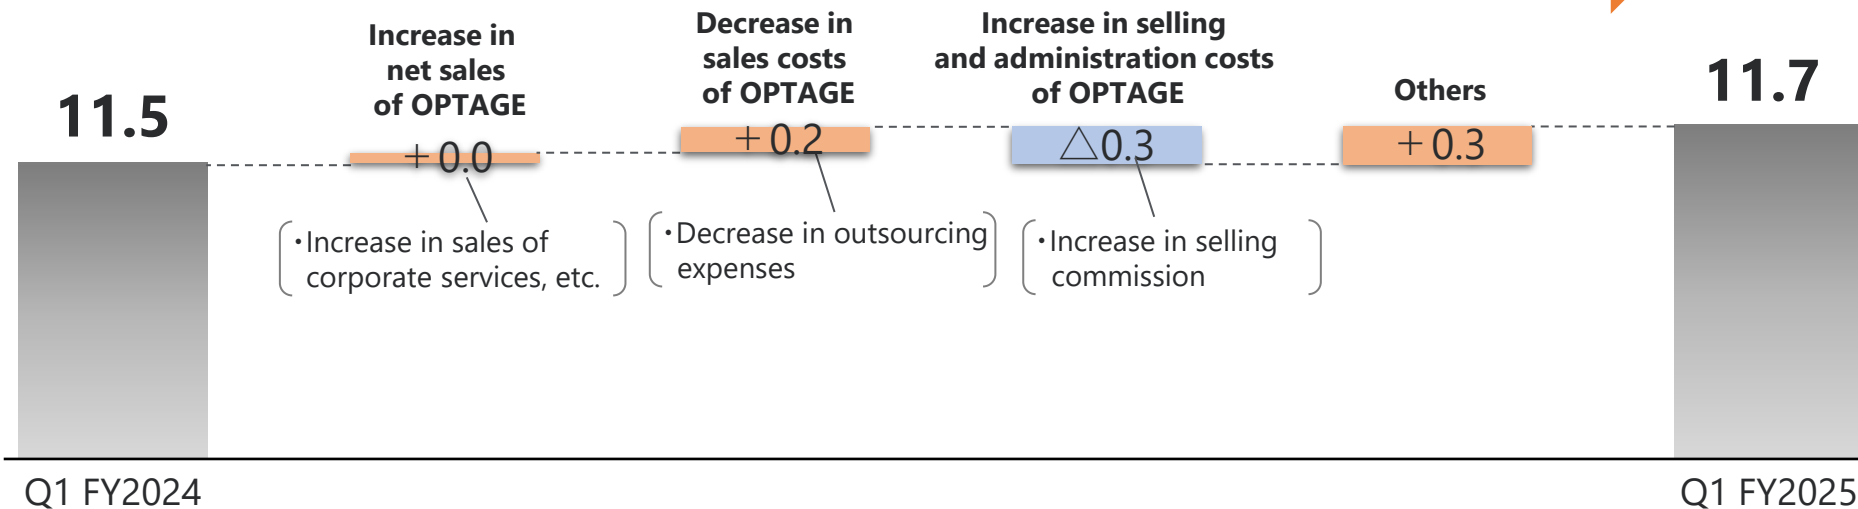 11.5
Increase in
net sales
of OPTAGE
+0.0
・Increase in sales of
corporate services, etc.
Decrease in
sales costs
of OPTAGE
+0.2
・Decrease in outsourcing
expenses
Increase in selling
and administration costs
of OPTAGE
△0.3
・Increase in selling
commission
Others
+0.3
11.7
Q1 FY2024
Q1 FY2025